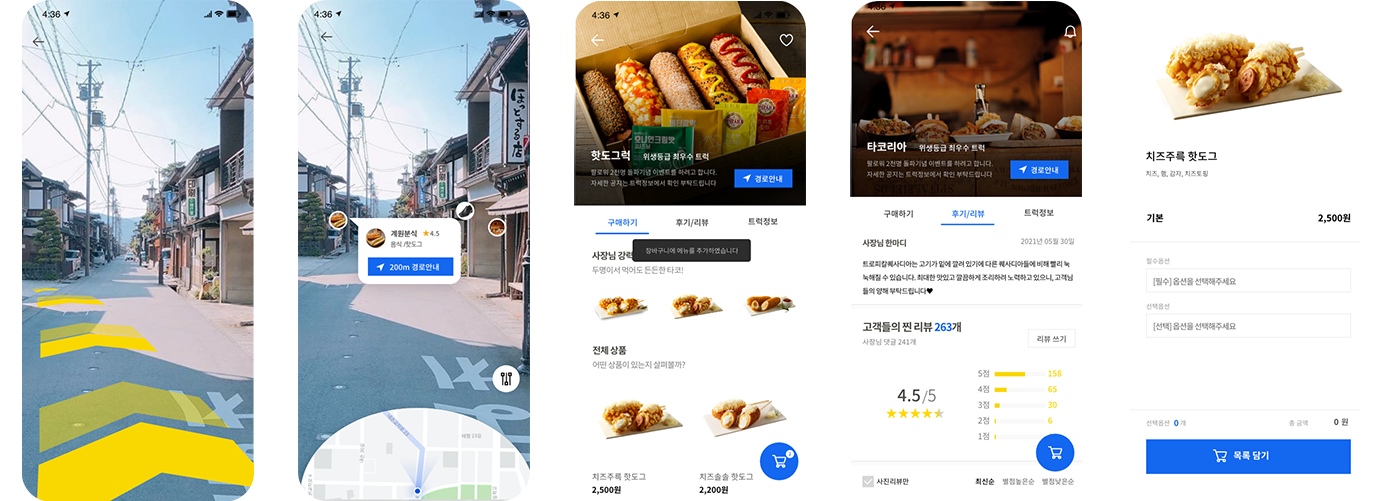 4:36
ほっとする店
4:36
ほっとする店
계원분식 ★4.5
음식 /핫도그
200m 경로안내
4:36
핫도그럭 위생등급 최우수 트럭
팔로워 2천명 돌파기념 이벤트를 하려고 합니다.
자세한 공지는 트럭정보에서 확인 부탁드립니다
경로안내
구매하기 후기/리뷰 트럭정보
장바구니에 메뉴를 추가하였습니다
사장님 강력
두명이서 먹어도 든든한 타코!
전체 상품
어떤 상품이 있는지 살펴볼까?
치즈주륵 핫도그
2,500원
치즈솔솔 핫도그
2,200원
4:36
타코리아 위생등급 최우수 트럭
팔로워 2천명 돌파기념 이벤트를 하려고 합니다.
자세한 공지는 트럭정보에서 확인 부탁드립니다
경로안내
구매하기 후기/리뷰 트럭정보
사장님 한마디 2021년 05월 30일
트로피칼퀘사디아는 고기가 밑에 깔려 있기에 다른 퀘사디아들에 비해 빨리 눅
눅해질 수 있습니다. 최대한 맛있고 깔끔하게 조리하려 노력하고 있으니, 고객님
들의 양해 부탁드립니다♥
고객들의 찐 리뷰 263개
사장님 댓글 241개
리뷰 쓰기
4.5/5
5점 158
4점 65
3점 30
2점 6
1점
사진리뷰만 최신순 별점높은순 별점낮은순
치즈주륵 핫도그
치즈, 햄, 감자, 치즈토핑
기본 2,500원
필수옵션
[필수] 옵션을 선택해주세요
선택옵션
[선택] 옵션을 선택해주세요
선택옵션 0 개 총 금액 0 원
목록 담기